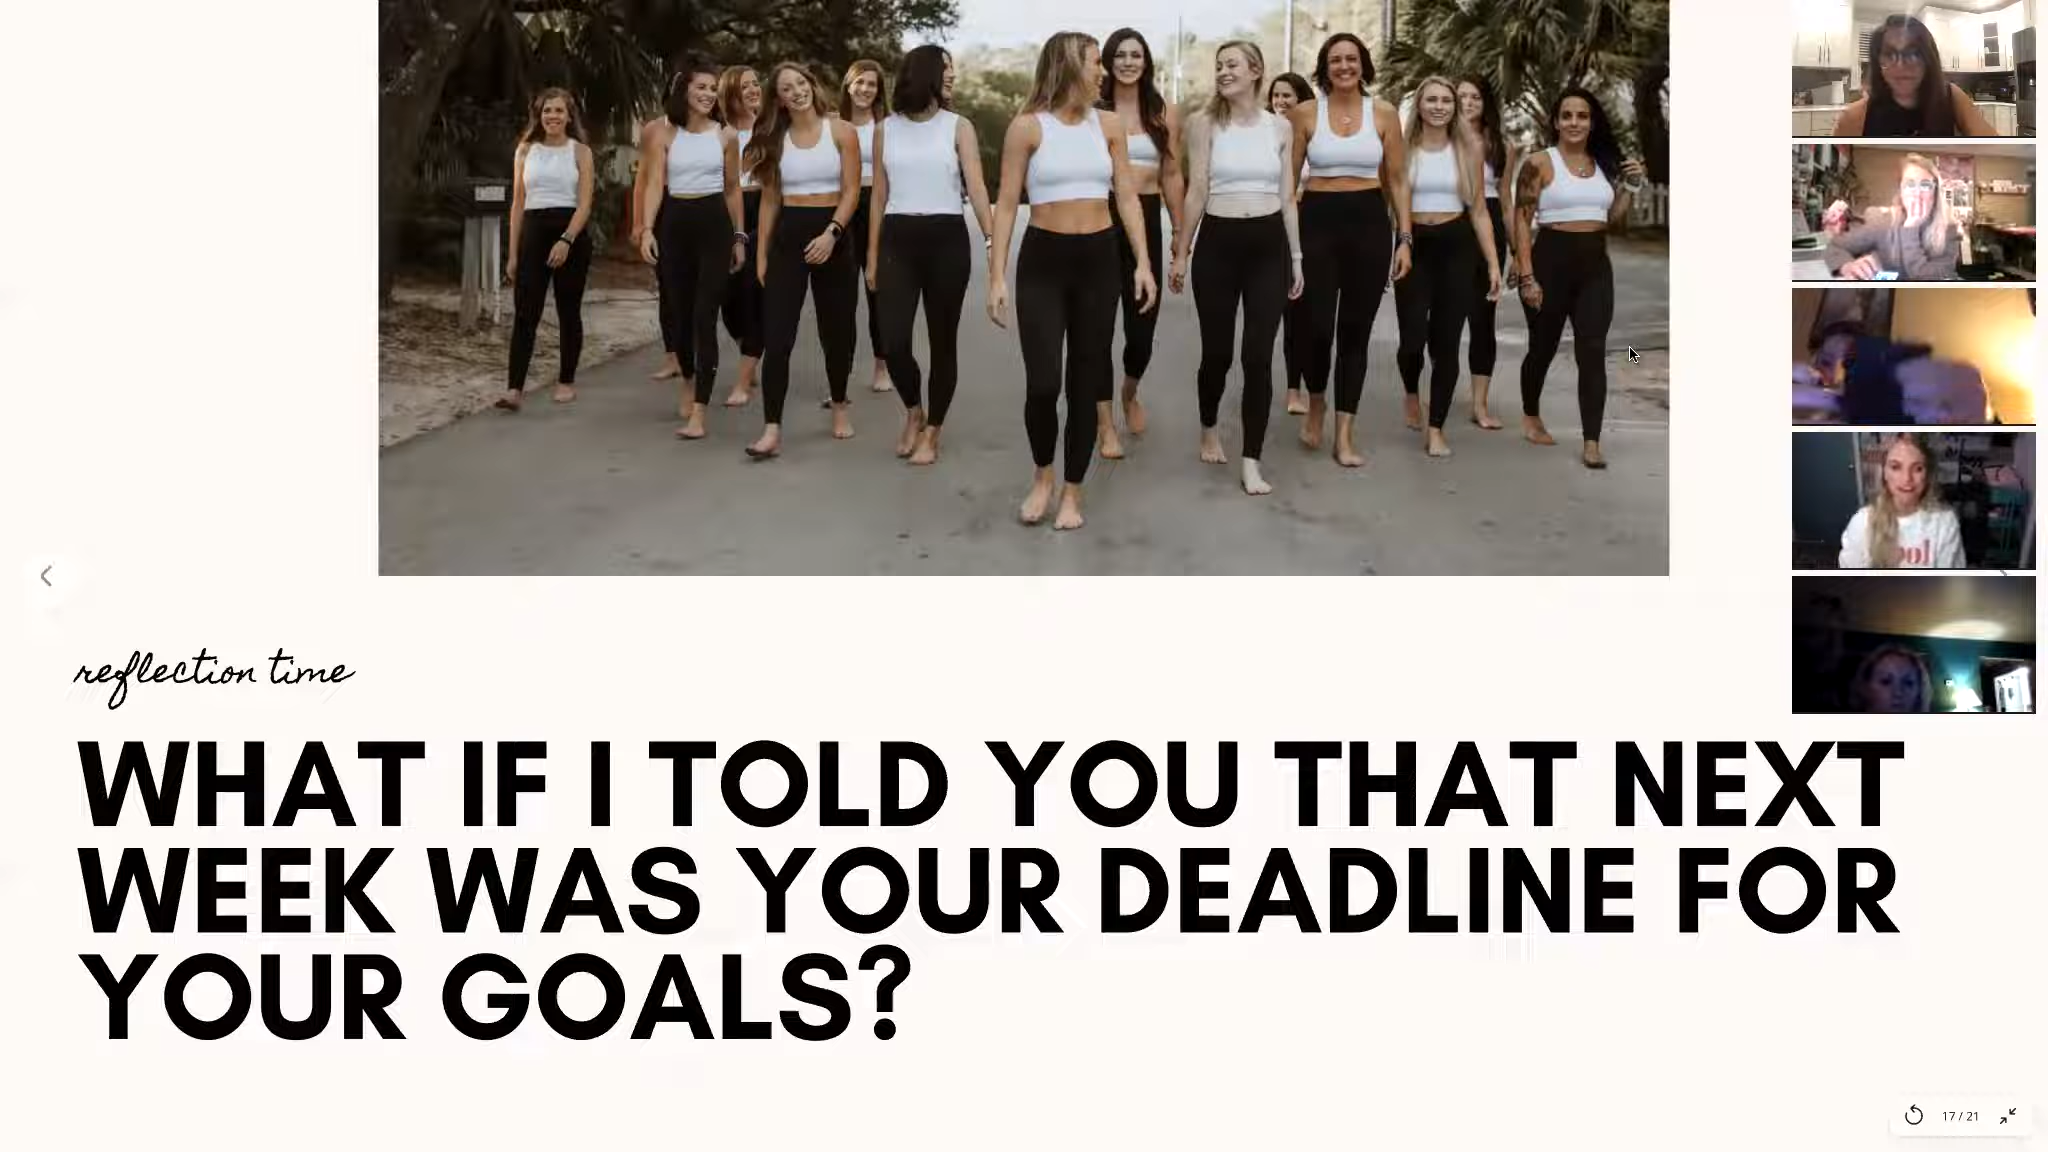 reflection time
WHAT IF I TOLD YOU THAT NEXT
WEEK WAS YOUR DEADLINE FOR
YOUR GOALS?
17 / 21